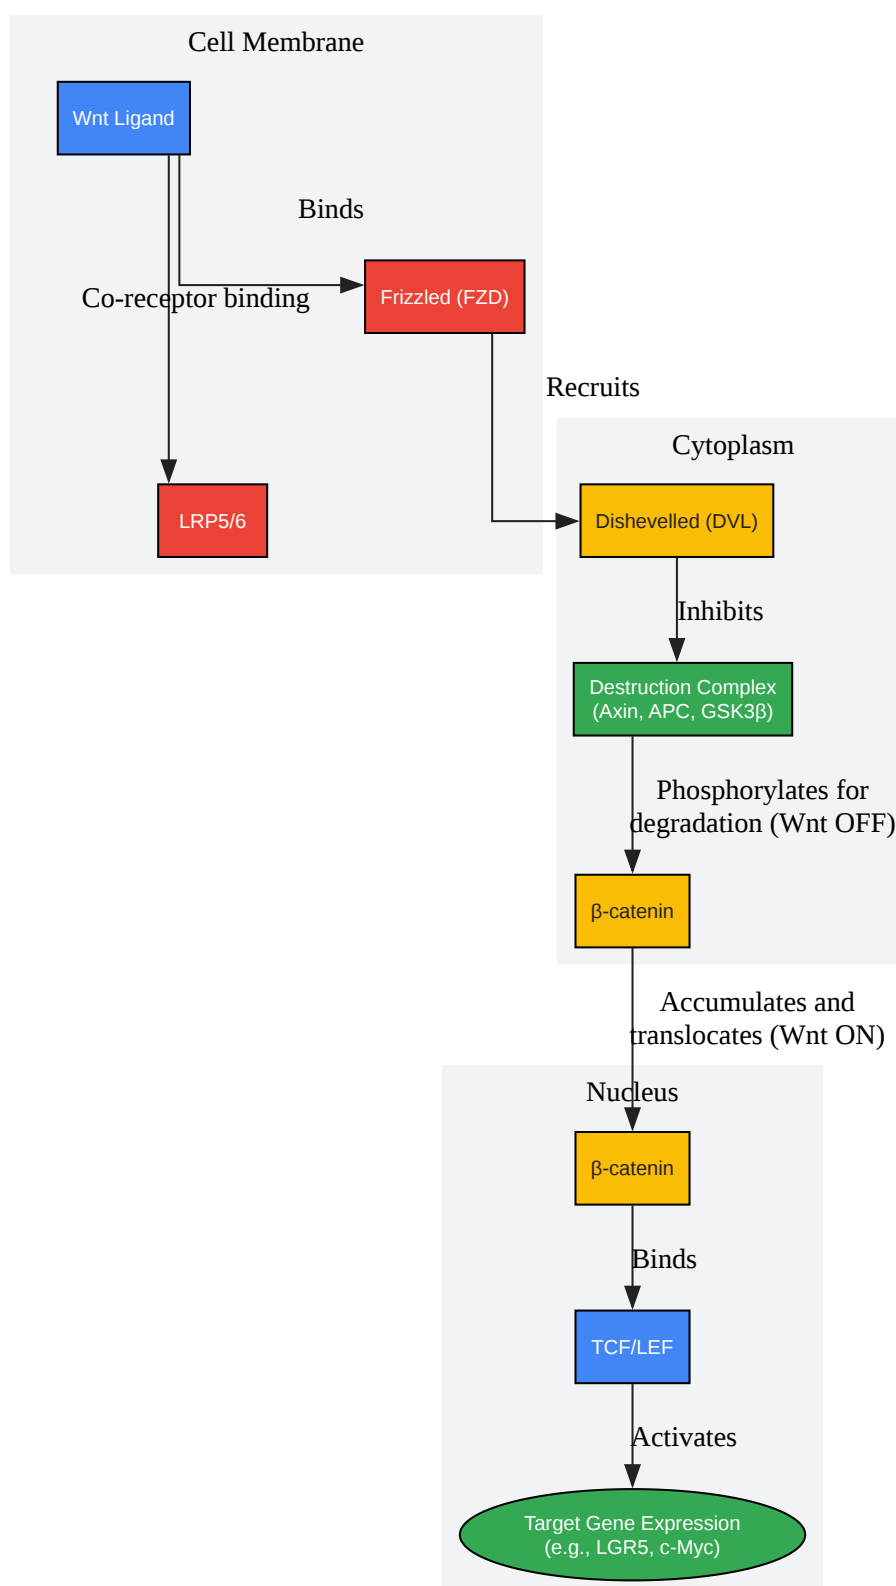 Cell Membrane
Wnt Ligand
Binds
Co-receptor binding
Frizzled (FZD)
Recruits
Cytoplasm
LRP5/6
Dishevelled (DVL)
Inhibits
Destruction Complex
(Axin, APC, GSK3β)
Phosphorylates for
degradation (Wnt OFF)
β-catenin
Accumulates and
translocates (Wnt ON)
Nucleus
β-catenin
Binds
TCF/LEF
Activates
Target Gene Expression
(e.g., LGR5, c-Myc)